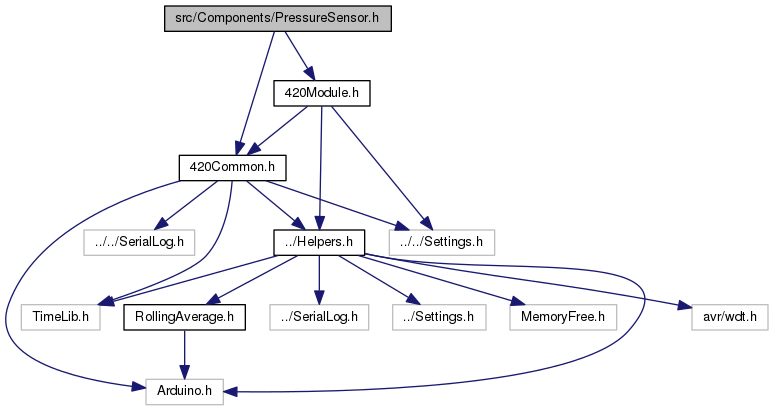 src/Components/PressureSensor.h
420Module.h
420Common.h
../../SerialLog.h
../Helpers.h
../../Settings.h
TimeLib.h
RollingAverage.h
../SerialLog.h
../Settings.h
MemoryFree.h
avr/wdt.h
Arduino.h